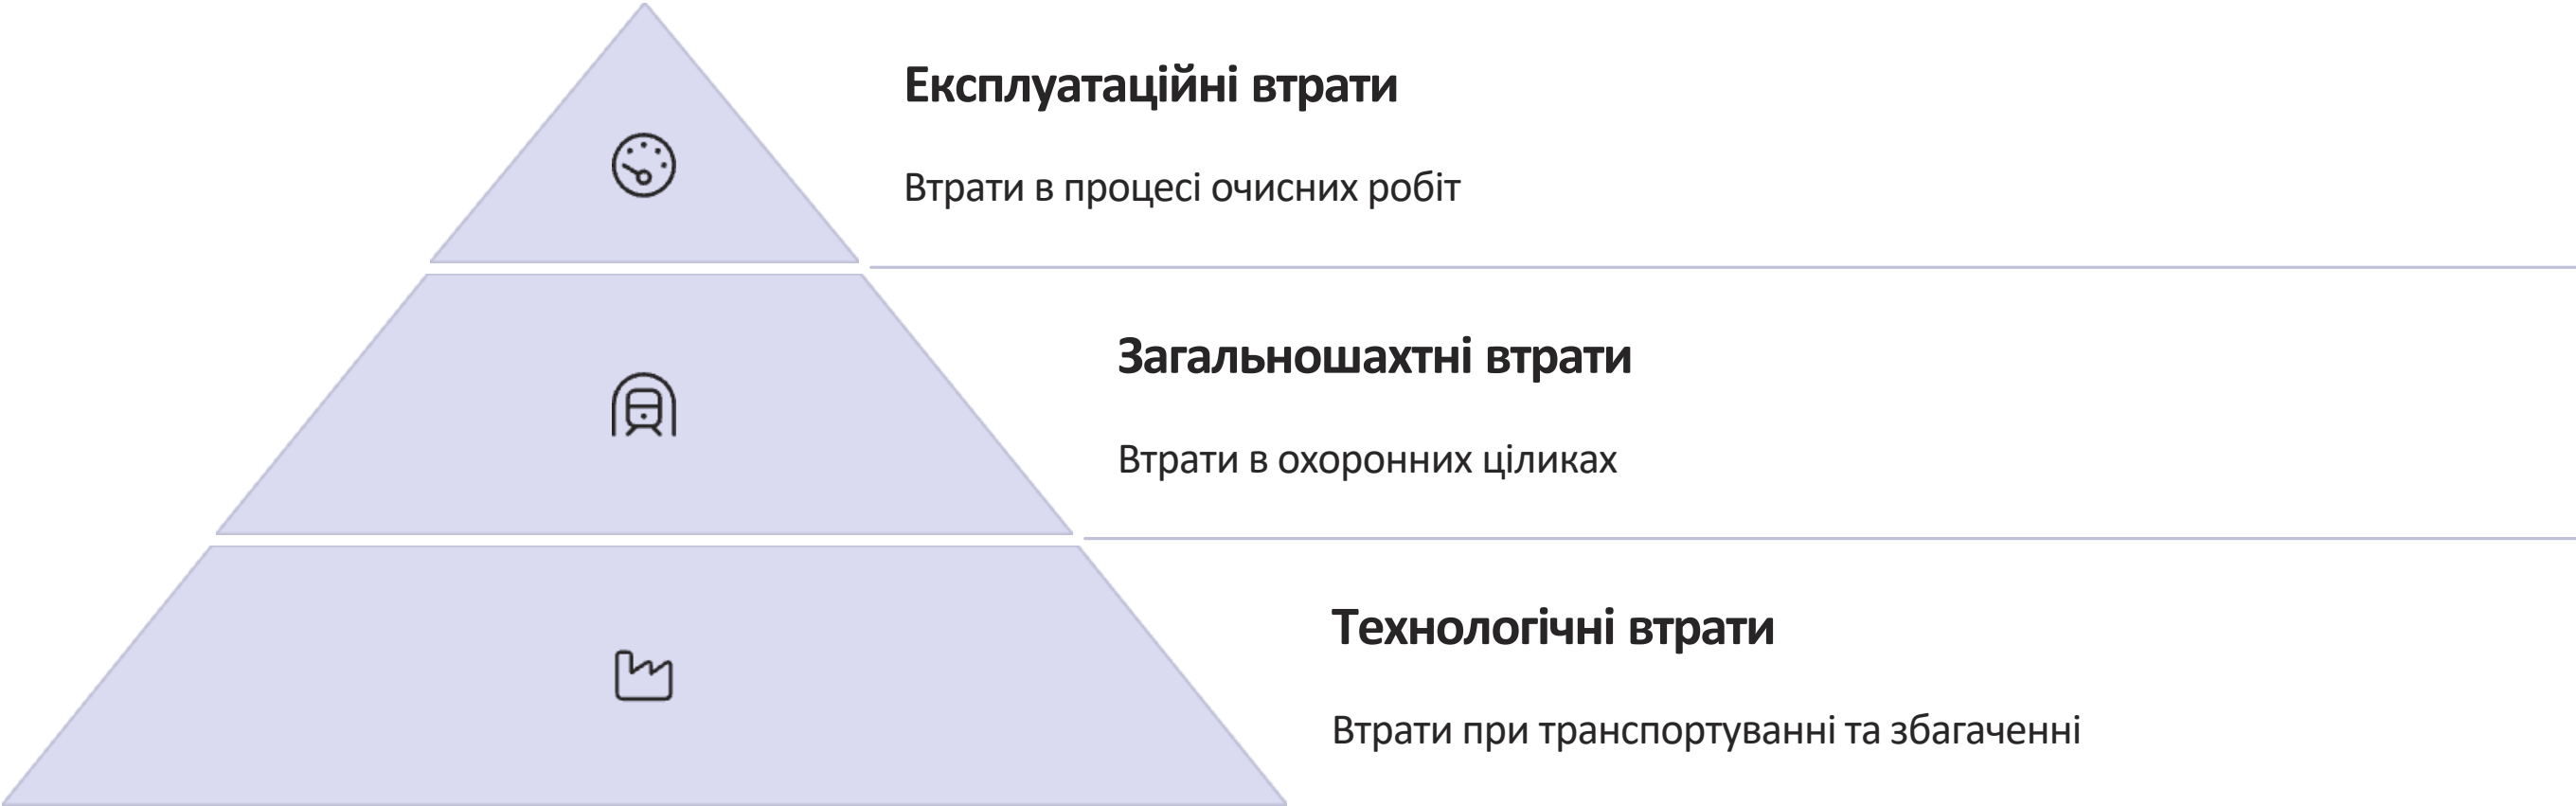 Експлуатаційні втрати
Втрати в процесі очисних робіт
Загальношахтні втрати
Втрати в охоронних ціликах
Технологічні втрати
Втрати при транспортуванні та збагаченні